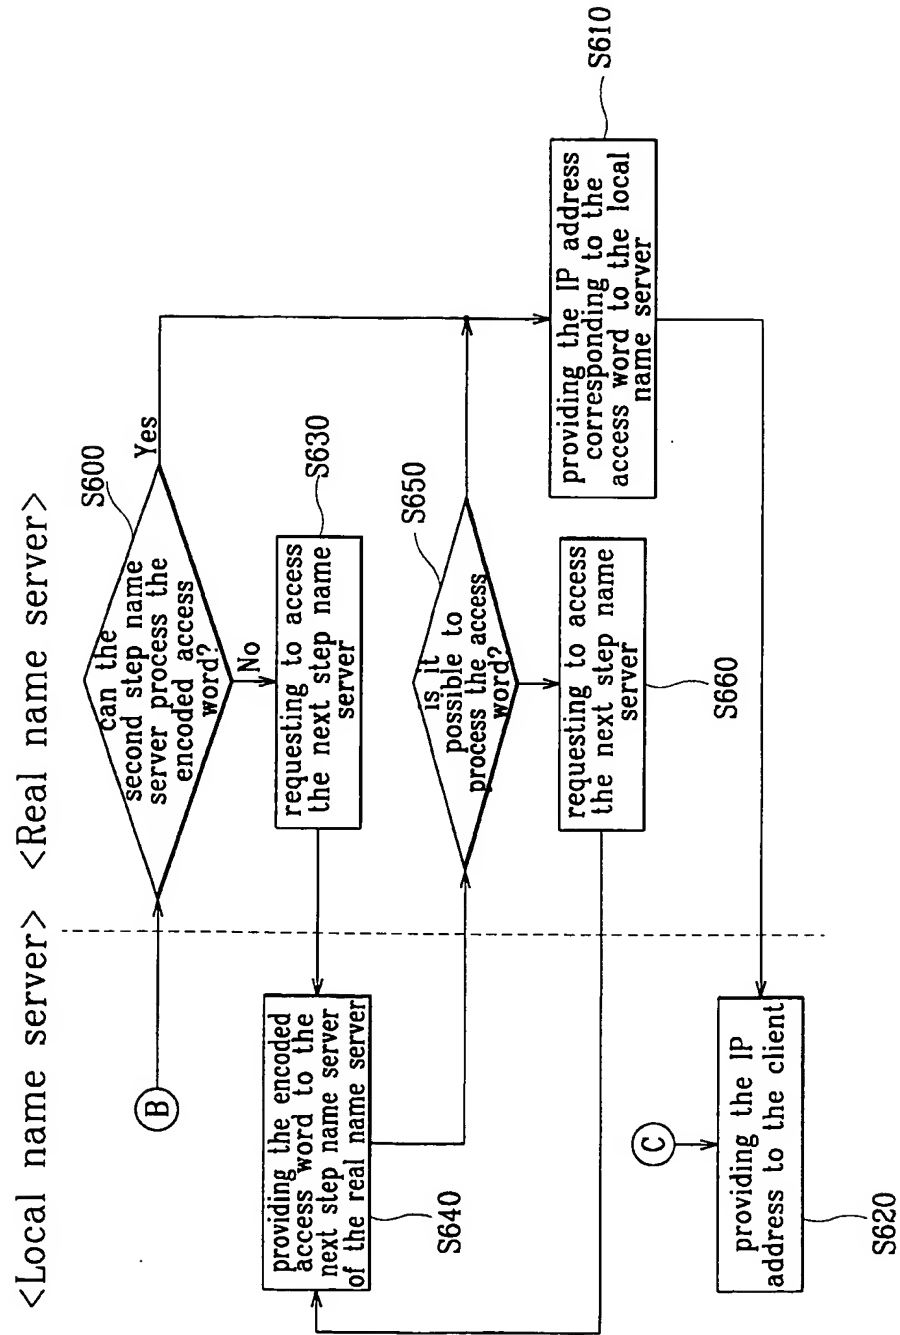 <Local name server>
<Real name server>
B
can the
second step name
server process the
encoded access
word?
S600
Yes
No
requesting to access
the next step name
server
S630
providing the encoded
access word to the
next step name server
of the real name server
S640
is it
possible to
process the access
word?
S650
requesting to access
the next step name
server
S660
providing the IP address
corresponding to the
access word to the local
name server
S610
C
providing the IP
address to the client
S620